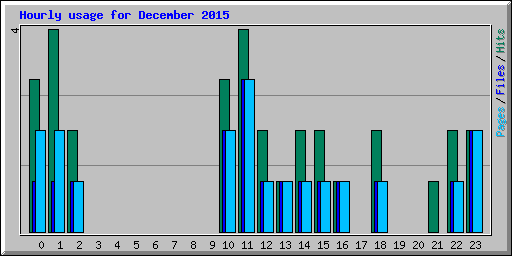 Hourly usage for December 2015
4
Pages/Files/Hits
0 1 2 3 4 5 6 7 8 9 10 11 12 13 14 15 16 17 18 19 20 21 22 23